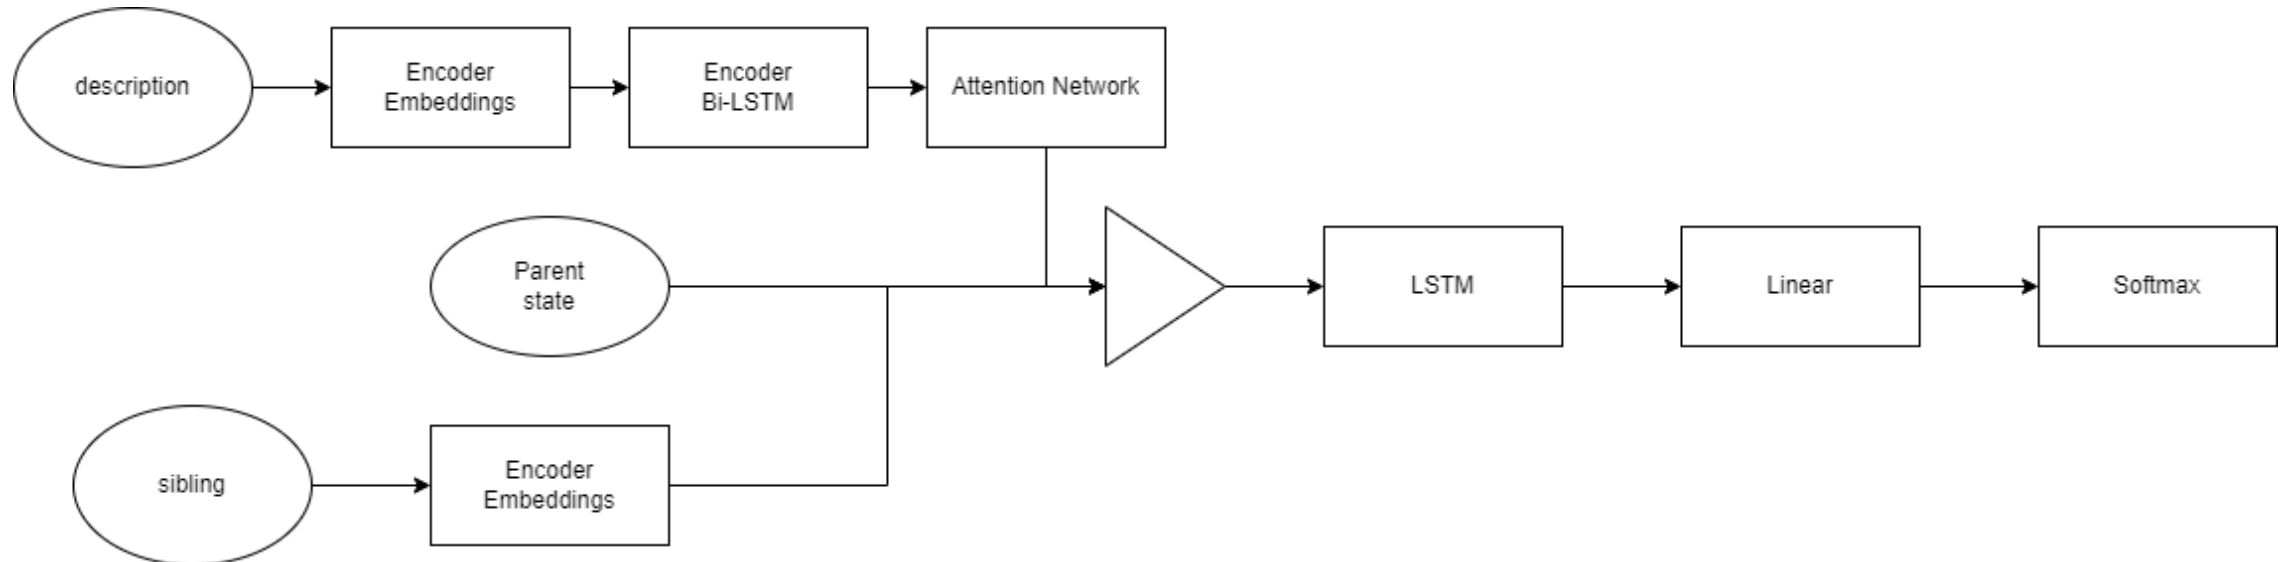 description
Encoder
Embeddings
Encoder
Bi-LSTM
Attention Network
Parent
state
LSTM
Linear
Softmax
sibling
Encoder
Embeddings